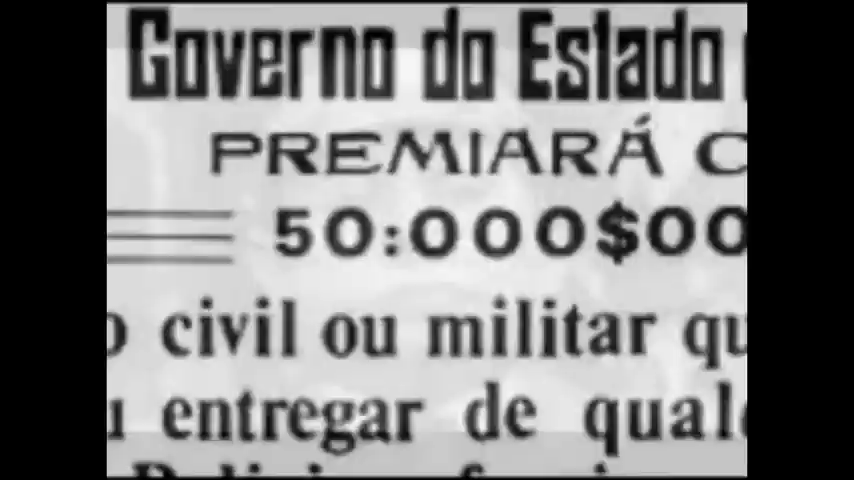 Governo do Estado
PREMIARÁ
50:000$00
o civil ou militar qu
u entregar de qual